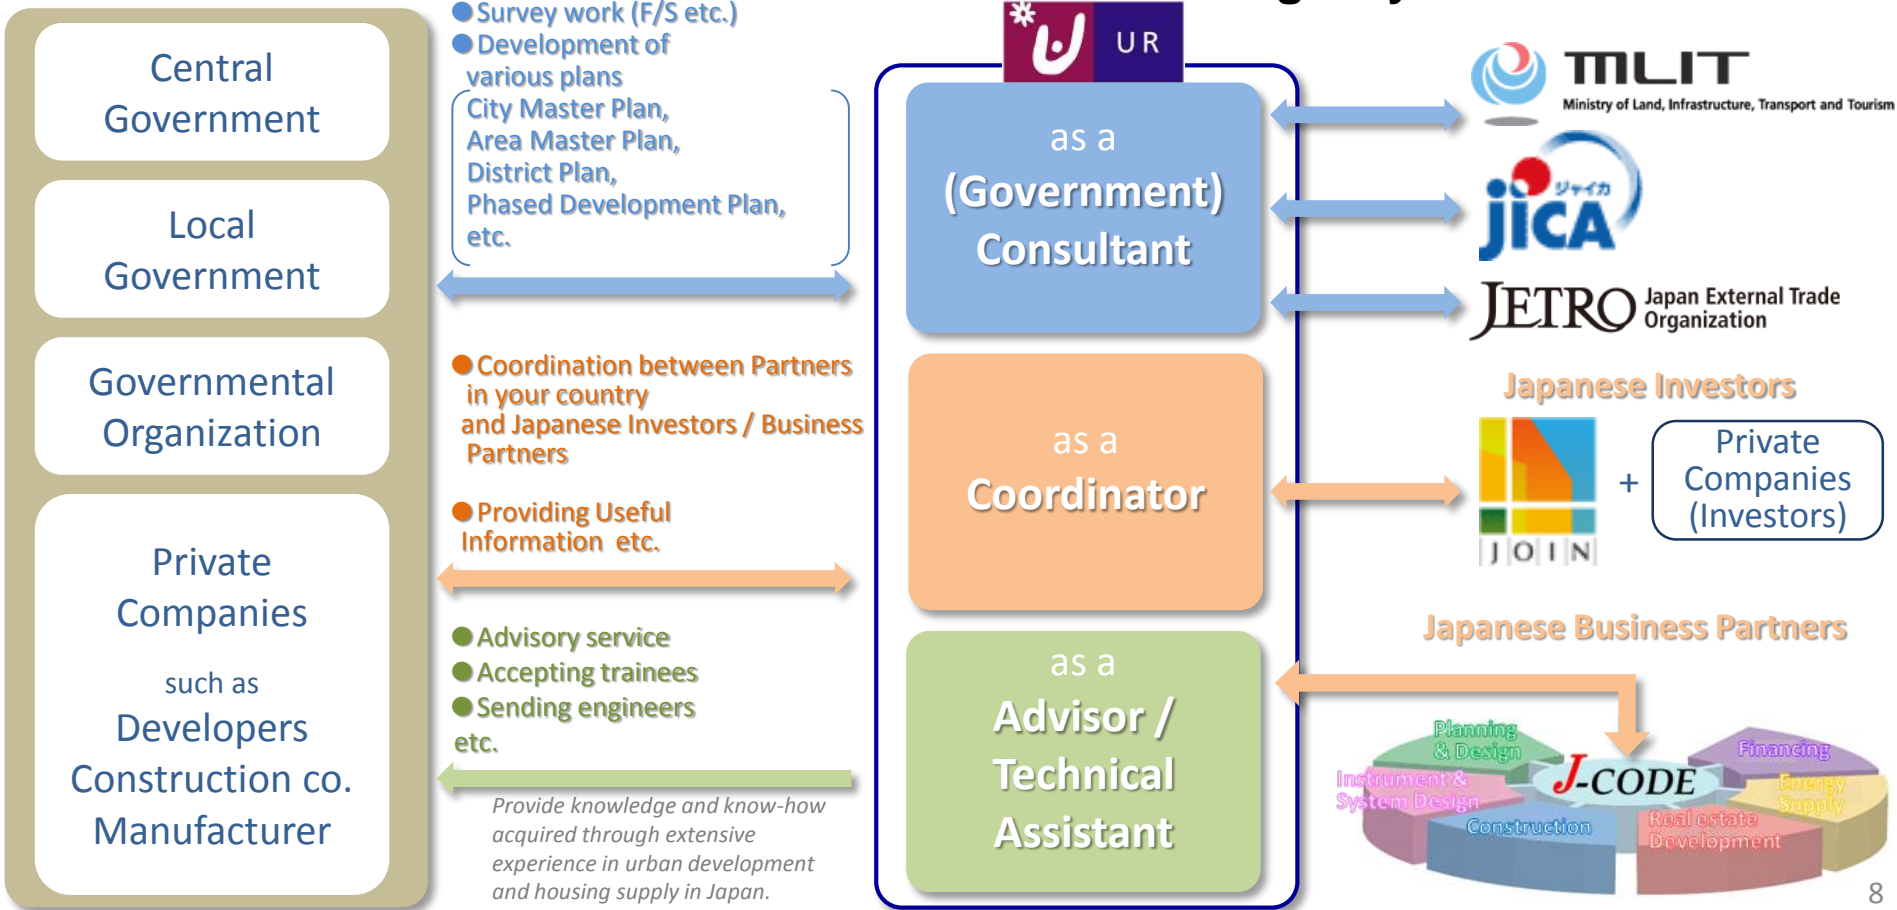 Central
Government
Local
Government
Governmental
Organization
Private
Companies
such as
Developers
Construction co.
Manufacturer
●Survey work (F/S etc.)
●Development of
various plans
City Master Plan,
Area Master Plan,
District Plan,
Phased Development Plan,
etc.
●Coordination between Partners
in your country
and Japanese Investors / Business
Partners
●Providing Useful
Information etc.
●Advisory service
●Accepting trainees
●Sending engineers
etc.
Provide knowledge and know-how
acquired through extensive
experience in urban development
and housing supply in Japan.
UR
as a
(Government)
Consultant
as a
Coordinator
as a
Advisor /
Technical
Assistant
MLIT
Ministry of Land, Infrastructure, Transport and Tourism
ジャイカ
JICA
JETRO Japan External Trade
Organization
Japanese Investors
JOIN
+
Private
Companies
(Investors)
Japanese Business Partners
Planning
& Design
Financing
Instrument &
System Design
J-CODE
Energy
Supply
Construction
Real estate
Development
8